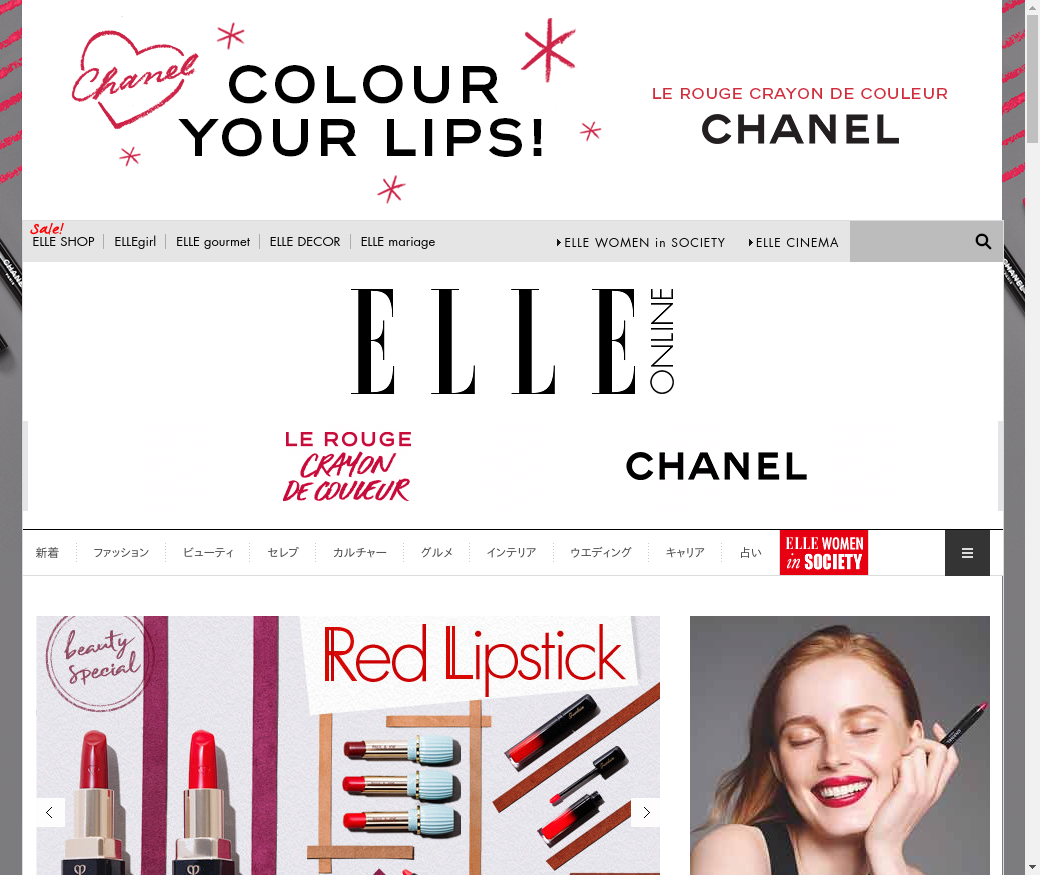 Chanel
COLOUR
YOUR LIPS!
LE ROUGE CRAYON DE COULEUR
CHANEL
Sale!
ELLE SHOP
ELLEgirl
ELLE gourmet
ELLE DECOR
ELLE mariage
ELLE WOMEN in SOCIETY
ELLE CINEMA
CHANEL
CHANEL
ELLE ONLINE
LE ROUGE
CRAYON
DE COULEUR
CHANEL
新着
ファッション
ビューティ
セレブ
カルチャー
グルメ
インテリア
ウエディング
キャリア
占い
ELLE WOMEN
in SOCIETY
beauty
special
Red Lipstick